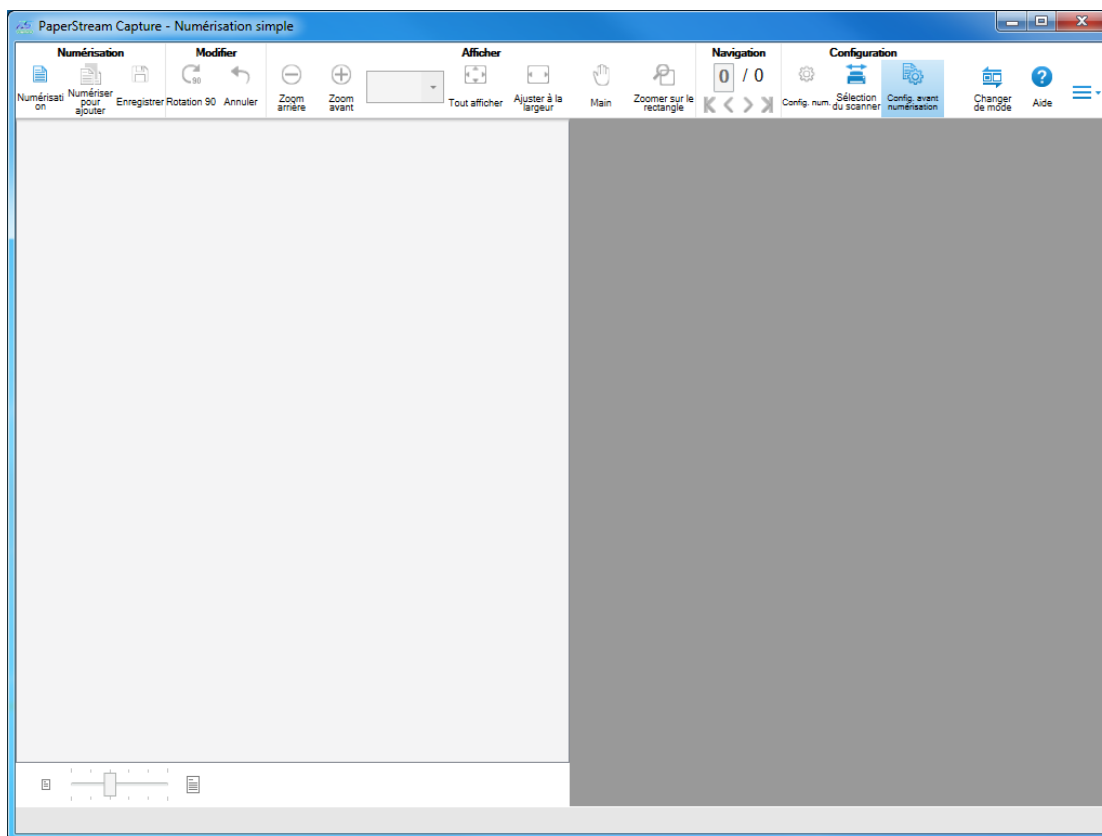 PaperStream Capture - Numérisation simple
Numérisation
Modifier
Afficher
Navigation
Configuration
90
0 / 0
Numérisati
on
Numériser
pour
ajouter
Enregistrer
Rotation 90
Annuler
Zoom
arrière
Zoom
avant
Tout afficher
Ajuster à la
largeur
Main
Zoomer sur le
rectangle
Config. num.
Sélection
du scanner
Config. avant
numérisation
Changer
de mode
Aide